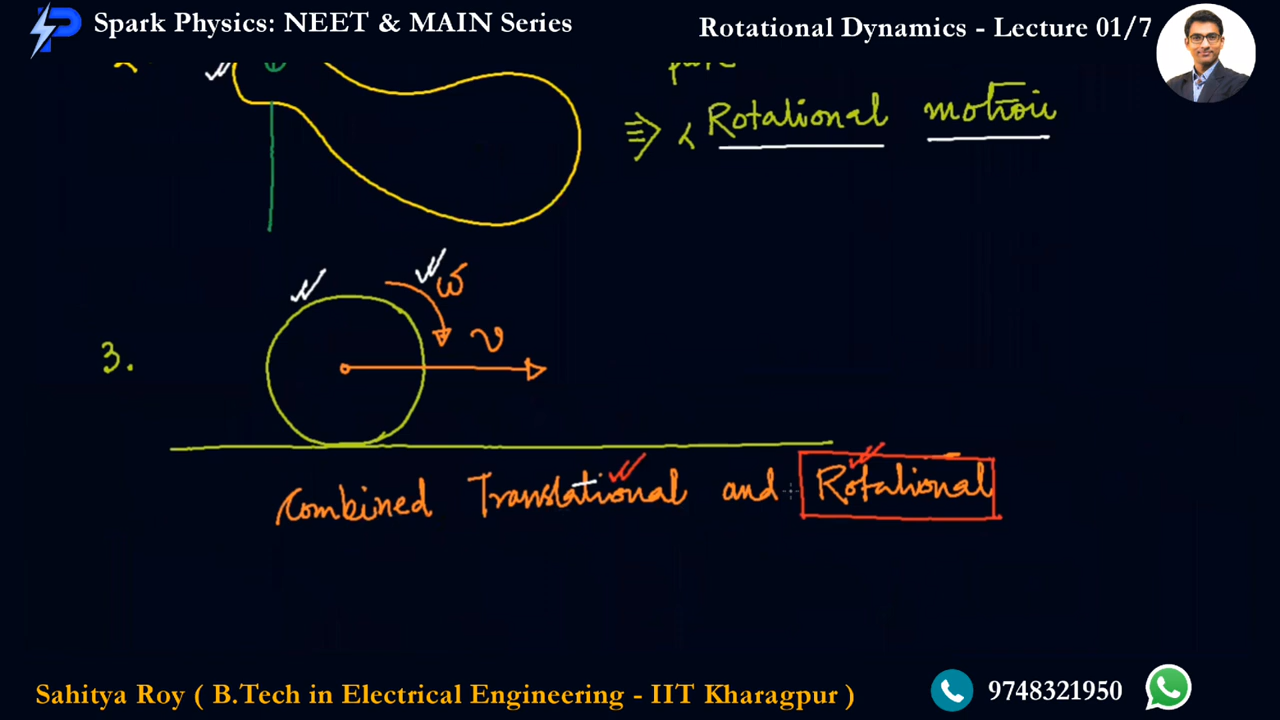 Spark Physics: NEET & MAIN Series
Rotational Dynamics - Lecture 01/7
Rotational motion
ω
v
3.
Combined Translational and Rotational
Sahitya Roy ( B.Tech in Electrical Engineering - IIT Kharagpur )
9748321950